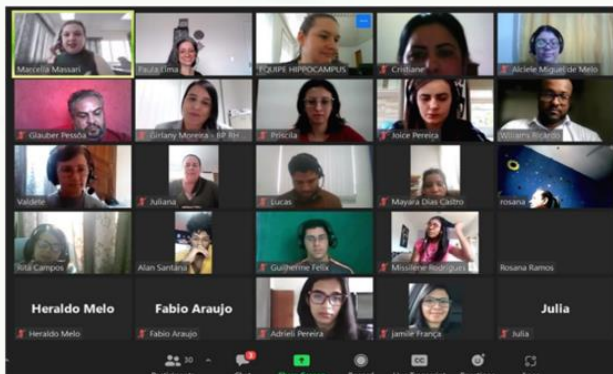 Marcella Massari
Paula Lima
EQUIPE HIPPOCAMPUS
Cristiane
Alciele Miguel de Melo
Glauber Pessôa
Girlany Moreira - BP RH ...
Priscila
Joice Pereira
Williams Ricardo
Valdete
Juliana
Lucas
Mayara Dias Castro
rosana
Rita Campos
Alan Santana
Guilherme Felix
Missilene Rodrigues
Rosana Ramos
Heraldo Melo
Heraldo Melo
Fabio Araujo
Fabio Araujo
Adrieli Pereira
jamile França
Julia
Julia
30
3
CC